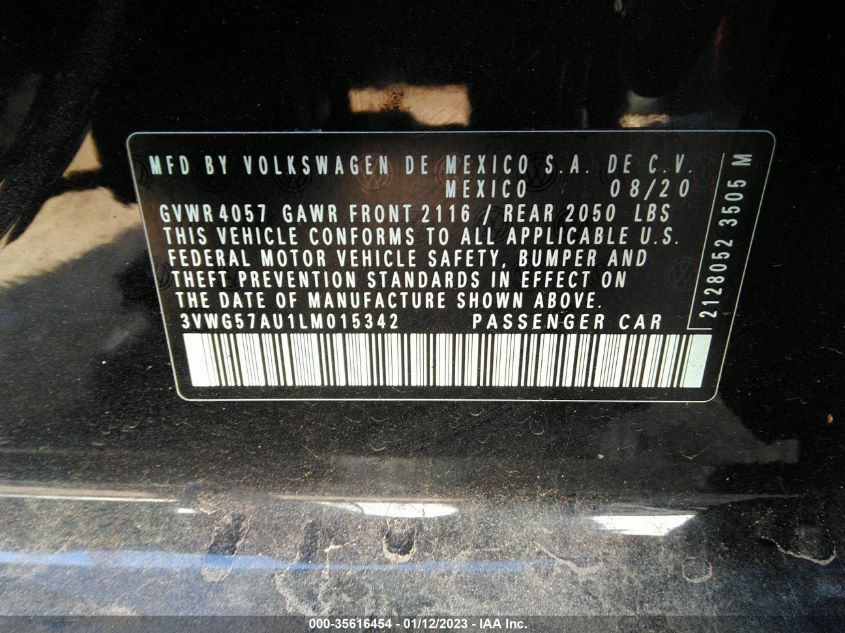 MFD BY VOLKSWAGEN DE MEXICO S.A. DE C.V.
MEXICO 08/20
GVWR 4057 GAWR FRONT 2116 / REAR 2050 LBS
THIS VEHICLE CONFORMS TO ALL APPLICABLE U.S.
FEDERAL MOTOR VEHICLE SAFETY, BUMPER AND
THEFT PREVENTION STANDARDS IN EFFECT ON
THE DATE OF MANUFACTURE SHOWN ABOVE.
3VWG57AU1LM015342 PASSENGER CAR
2128052 3505 M
000-35616454 - 01/12/2023 - IAA Inc.